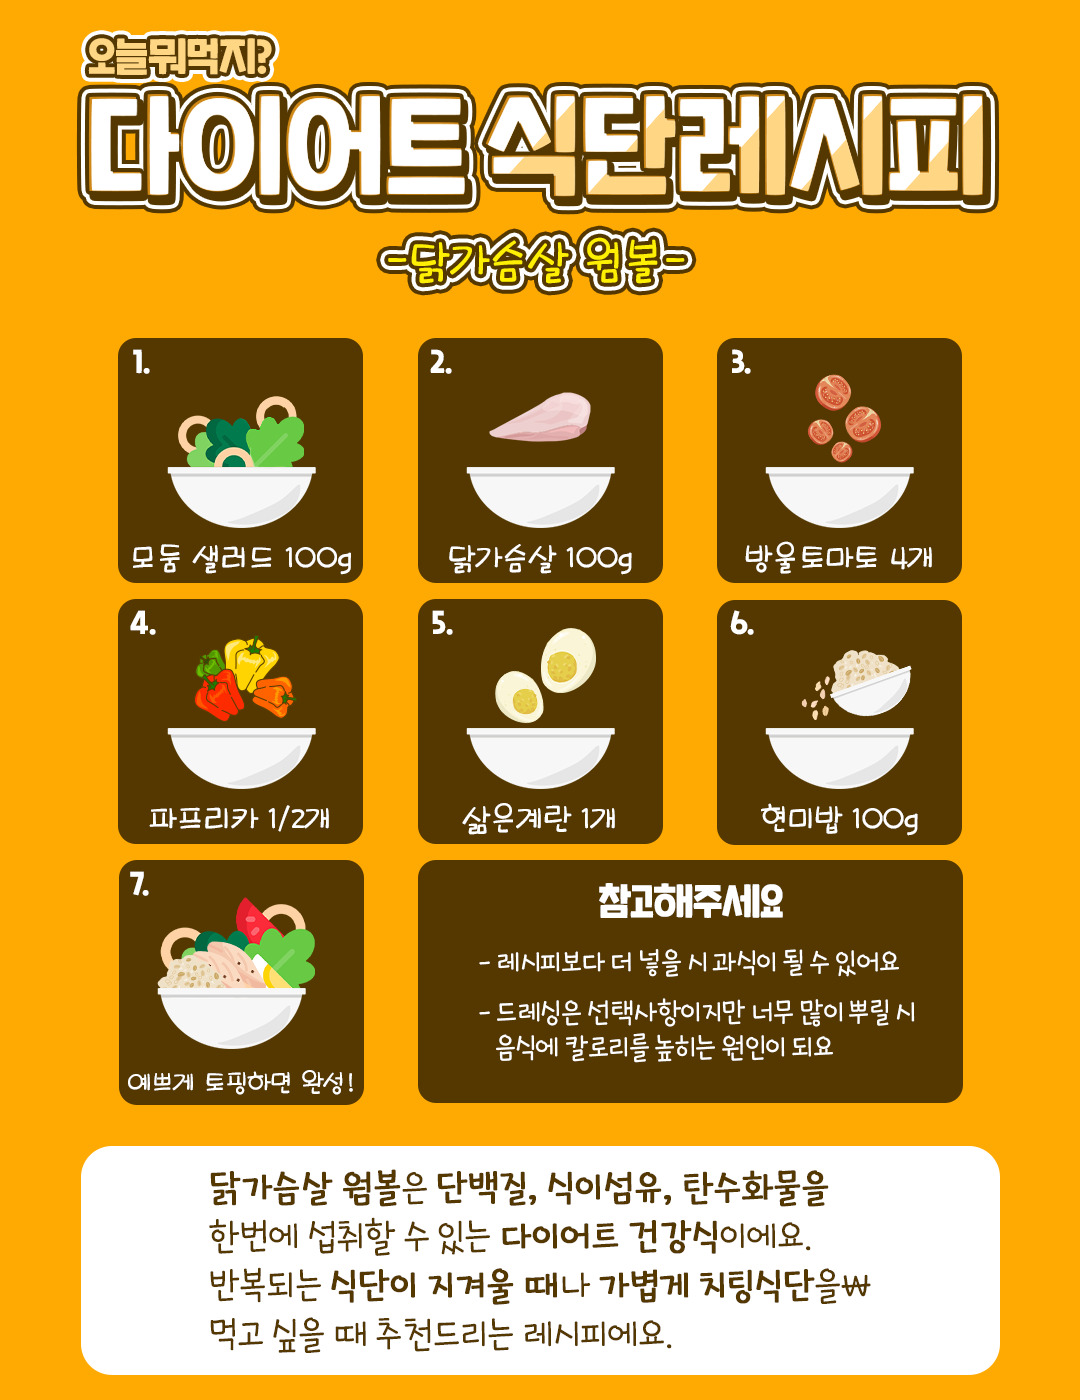 오늘뭐먹지?
다이어트 식단레시피
-닭가슴살 웜볼-
1.
모둠 샐러드 100g
2.
닭가슴살 100g
3.
방울토마토 4개
4.
파프리카 1/2개
5.
삶은계란 1개
6.
현미밥 100g
7.
예쁘게 토핑하면 완성!
참고해주세요
- 레시피보다 더 넣을 시 과식이 될 수 있어요
- 드레싱은 선택사항이지만 너무 많이 뿌릴 시
음식에 칼로리를 높히는 원인이 되요
닭가슴살 웜볼은 단백질, 식이섬유, 탄수화물을
한번에 섭취할 수 있는 다이어트 건강식이에요.
반복되는 식단이 지겨울 때나 가볍게 치팅식단을₩
먹고 싶을 때 추천드리는 레시피에요.